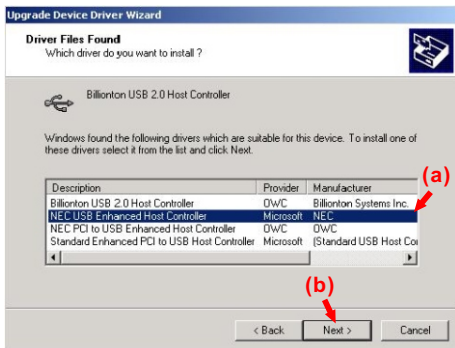 Upgrade Device Driver Wizard
Driver Files Found
Which driver do you want to install ?
Billionton USB 2.0 Host Controller
Windows found the following drivers which are suitable for this device. To install one of
these drivers select it from the list and click Next.
(a)
Description Provider Manufacturer
Billionton USB 2.0 Host Controller OWC Billionton Systems Inc.
NEC USB Enhanced Host Controller Microsoft NEC
NEC PCI to USB Enhanced Host Controller OWC OWC
Standard Enhanced PCI to USB Host Controller Microsoft (Standard USB Host Con
(b)
< Back Next > Cancel